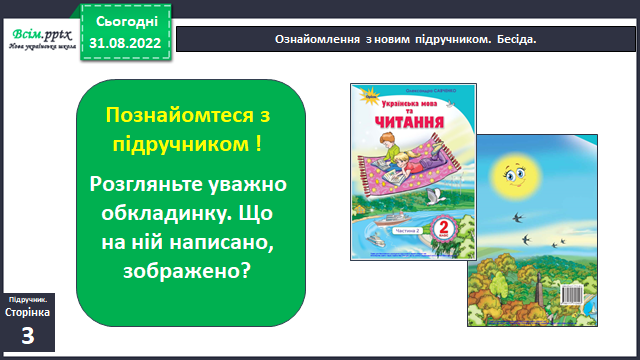 Всім.pptx
Нова українська школа
Сьогодні
31.08.2022
Ознайомлення з новим підручником. Бесіда.
Познайомтеся з
підручником !
Розгляньте уважно
обкладинку. Що
на ній написано,
зображено?
САВЧЕНКО
Українська мова
та
ЧИТАННЯ
Частина 2
2
Підручник.
Сторінка
3